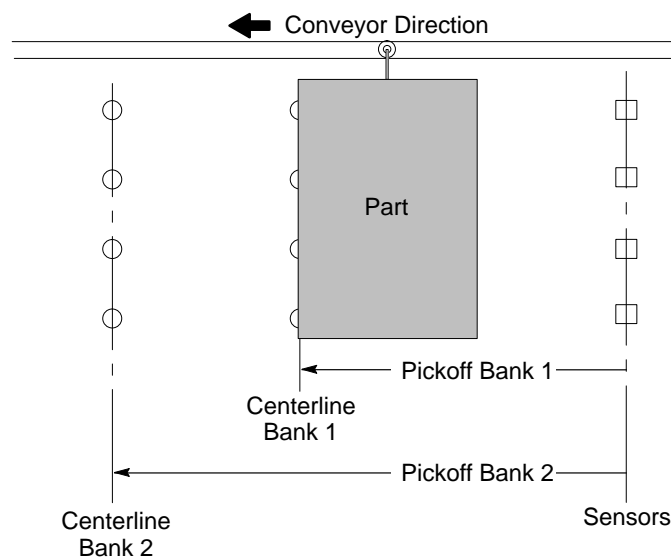 Conveyor Direction
Part
Pickoff Bank 1
Centerline
Bank 1
Pickoff Bank 2
Centerline
Bank 2
Sensors